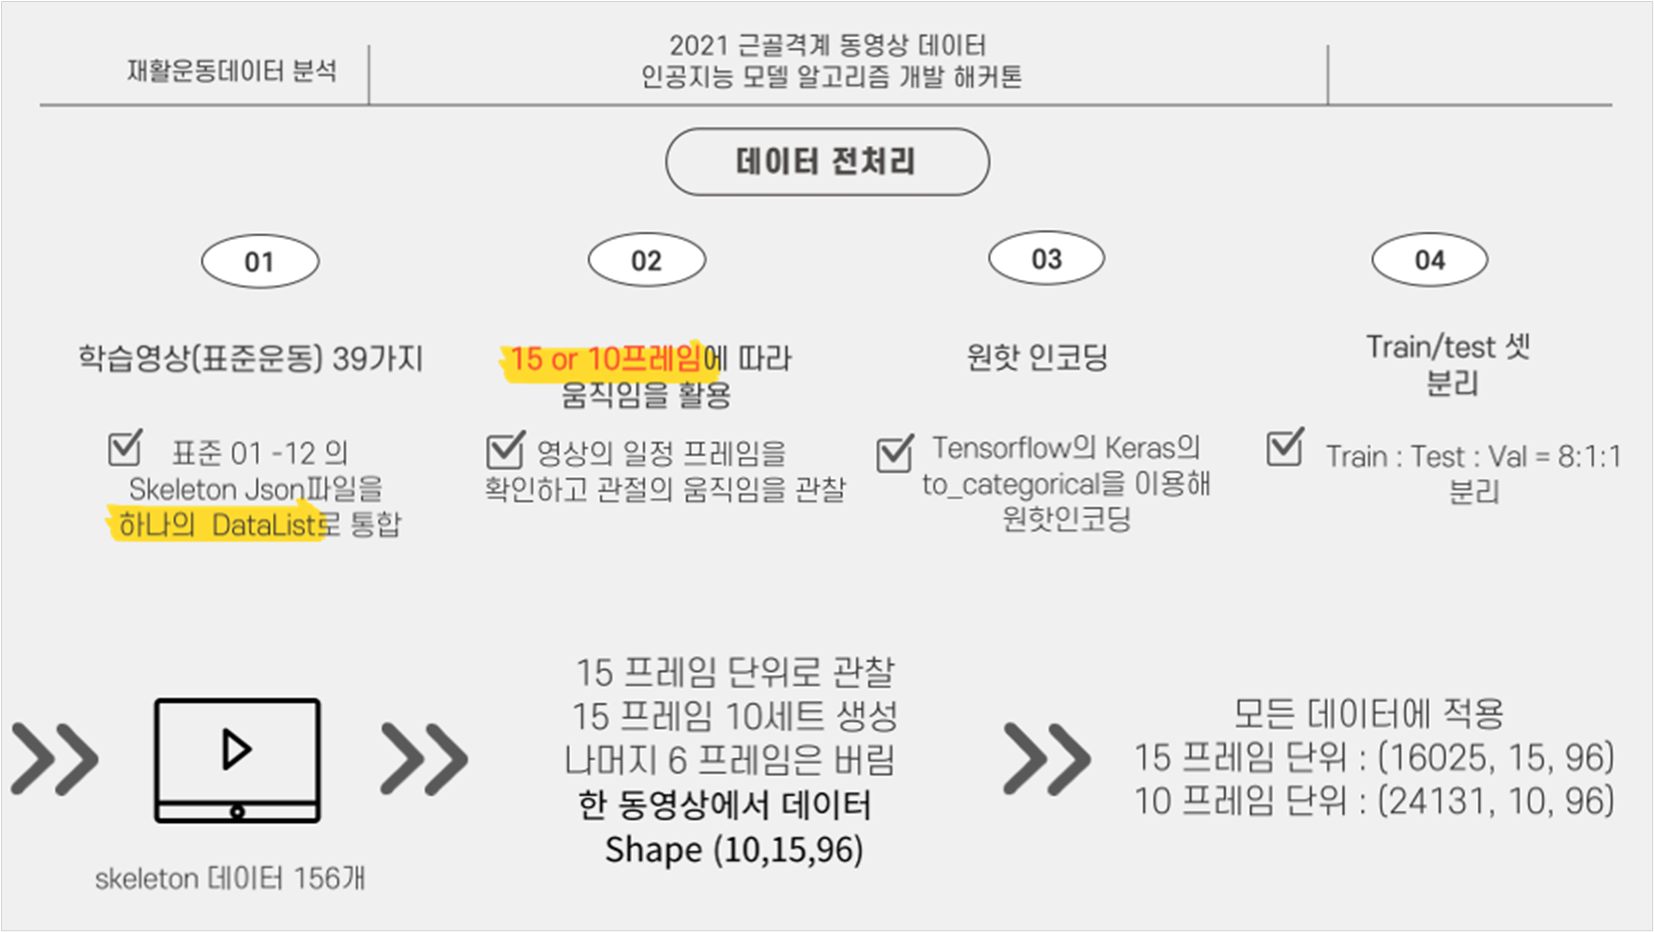 재활운동데이터 분석
2021 근골격계 동영상 데이터
인공지능 모델 알고리즘 개발 해커톤
데이터 전처리
01
학습영상(표준운동) 39가지
표준 01 -12 의
Skeleton Json파일을
하나의 DataList로 통합
02
15 or 10프레임에 따라
움직임을 활용
영상의 일정 프레임을
확인하고 관절의 움직임을 관찰
03
원핫 인코딩
Tensorflow의 Keras의
to_categorical을 이용해
원핫인코딩
04
Train/test 셋
분리
Train : Test : Val = 8:1:1
분리
skeleton 데이터 156개
15 프레임 단위로 관찰
15 프레임 10세트 생성
나머지 6 프레임은 버림
한 동영상에서 데이터
Shape (10,15,96)
모든 데이터에 적용
15 프레임 단위 : (16025, 15, 96)
10 프레임 단위 : (24131, 10, 96)